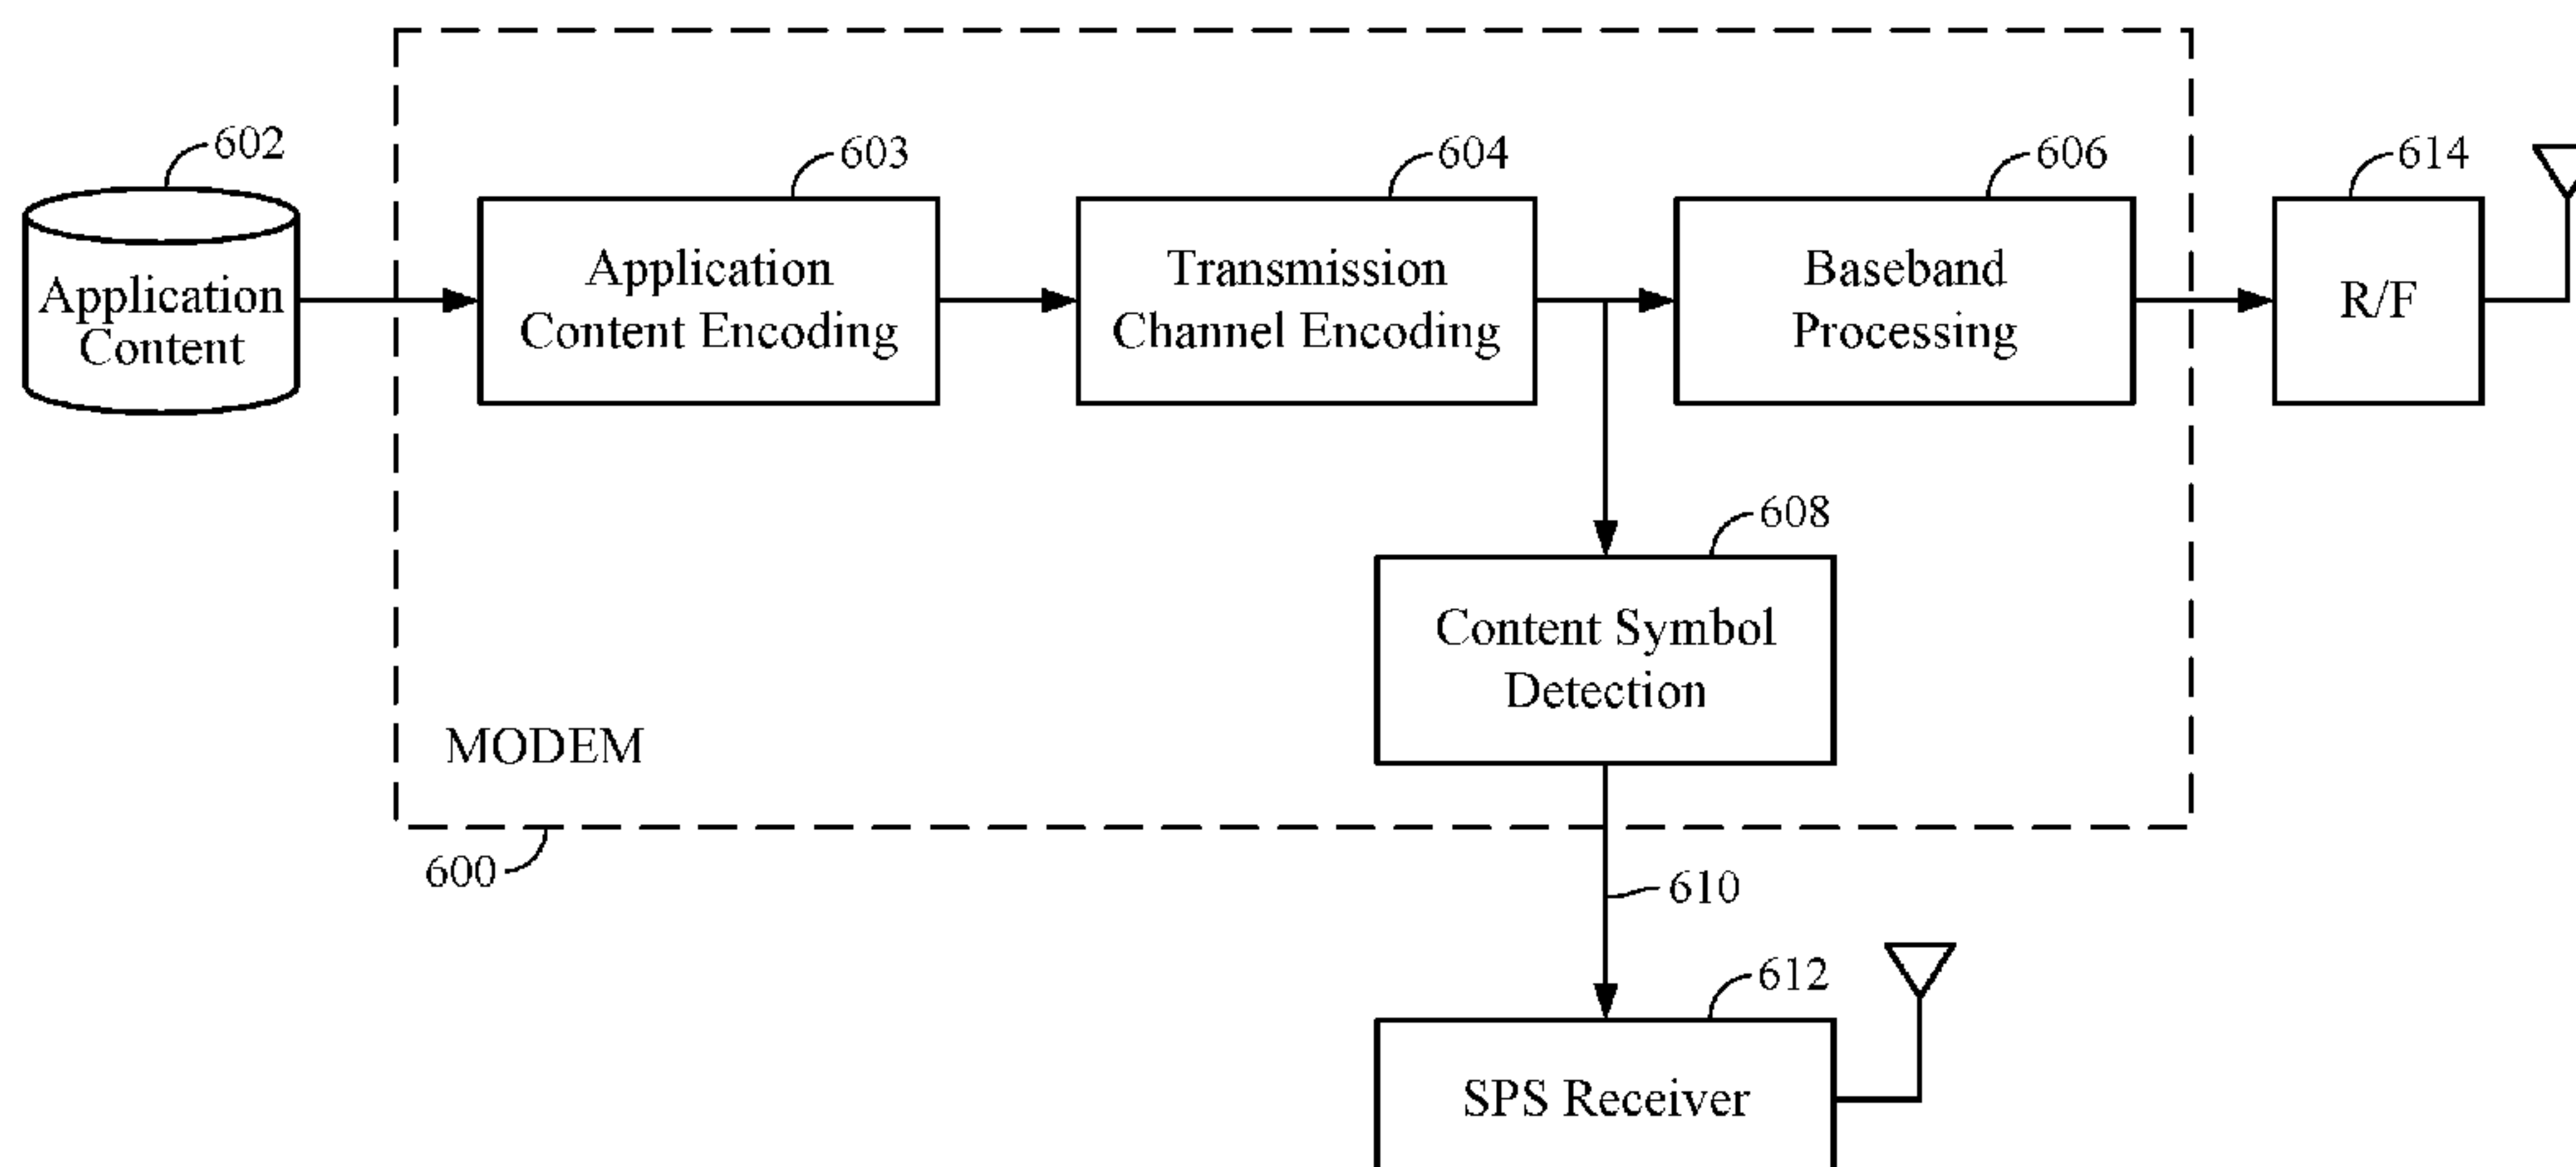 602
603
604
606
614
Application
Content
Application
Content Encoding
Transmission
Channel Encoding
Baseband
Processing
R/F
608
Content Symbol
Detection
MODEM
600
610
612
SPS Receiver